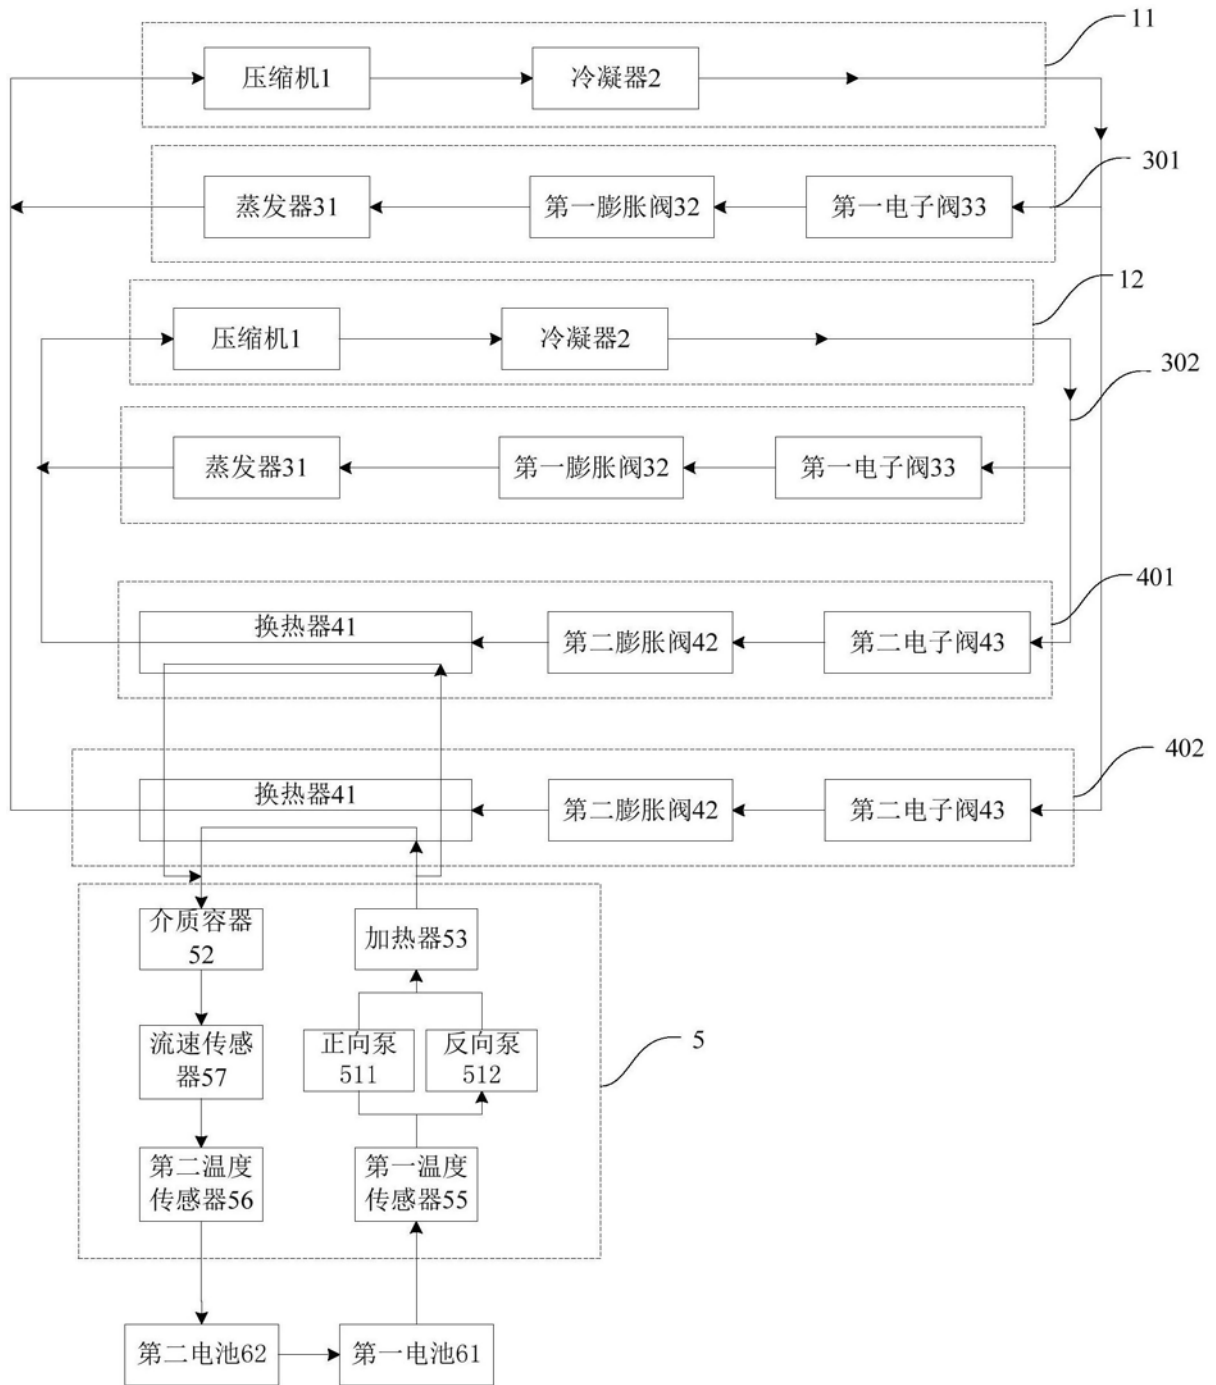 11
压缩机1
冷凝器2
301
蒸发器31
第一膨胀阀32
第一电子阀33
12
压缩机1
冷凝器2
302
蒸发器31
第一膨胀阀32
第一电子阀33
401
换热器41
第二膨胀阀42
第二电子阀43
402
换热器41
第二膨胀阀42
第二电子阀43
介质容器
52
加热器53
流速传感
器57
正向泵
511
反向泵
512
5
第二温度
传感器56
第一温度
传感器55
第二电池62
第一电池61